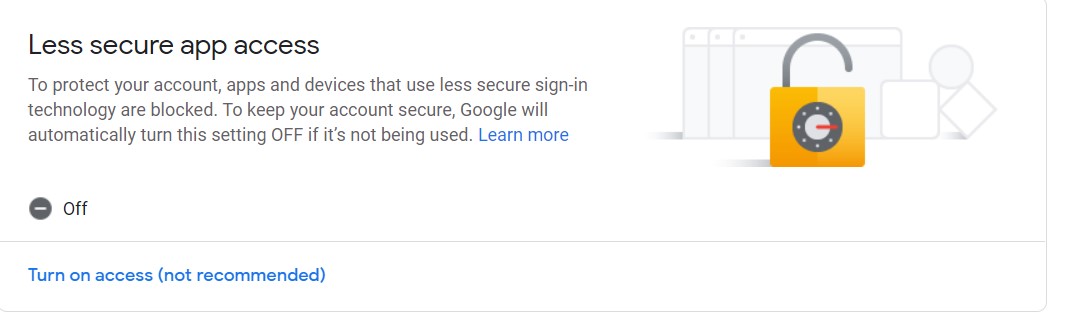 Less secure app access
To protect your account, apps and devices that use less secure sign-in
technology are blocked. To keep your account secure, Google will
automatically turn this setting OFF if it’s not being used. Learn more
Off
Turn on access (not recommended)